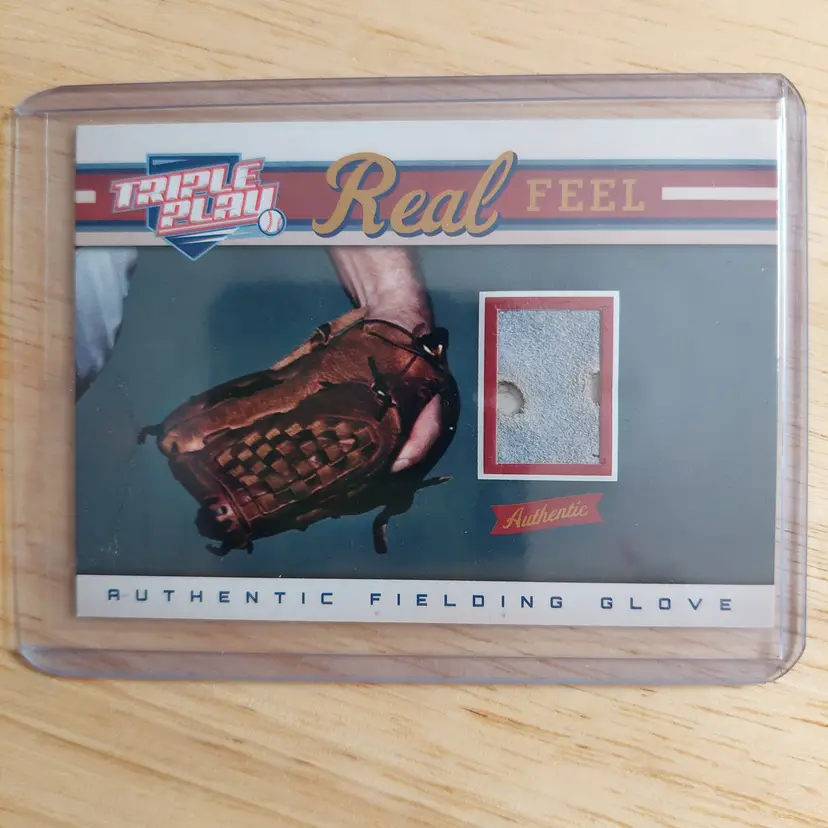 TRIPLE
PLAY
Real FEEL
Authentic
AUTHENTIC FIELDING GLOVE